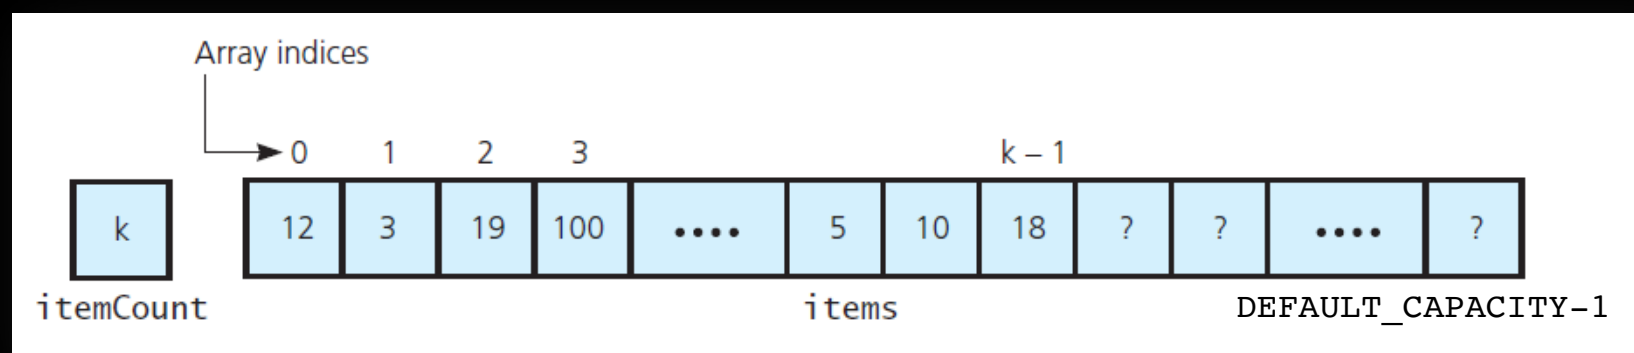 Array indices
0 1 2 3 k – 1
k 12 3 19 100 •••• 5 10 18 ? ? •••• ?
itemCount items DEFAULT_CAPACITY-1